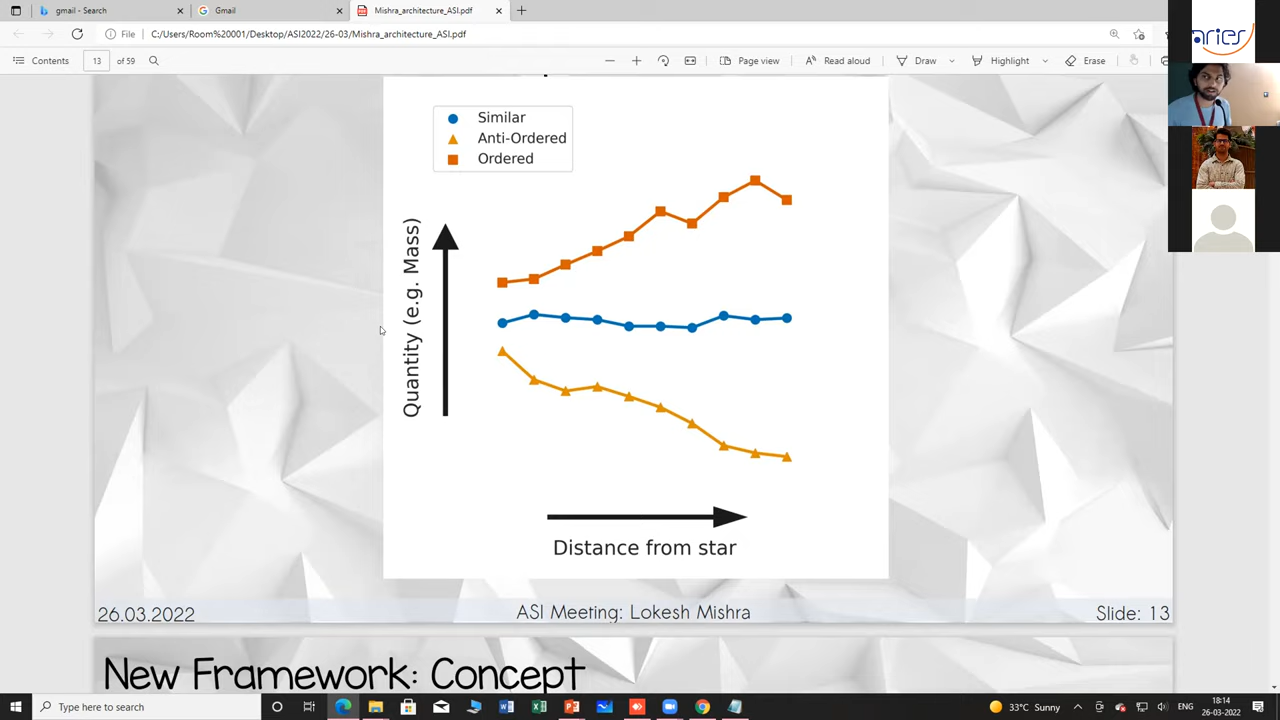 gmail - Search
Gmail
Mishra_architecture_ASI.pdf
File
C:/Users/Room%20001/Desktop/ASI2022/26-03/Mishra_architecture_ASI.pdf
Contents
13
of 59
Page view
Read aloud
Draw
Highlight
Erase
aries
Similar
Anti-Ordered
Ordered
Quantity (e.g. Mass)
Distance from star
26.03.2022
ASI Meeting: Lokesh Mishra
Slide: 13
New Framework: Concept
Type here to search
33°C Sunny
ENG
18:14
26-03-2022